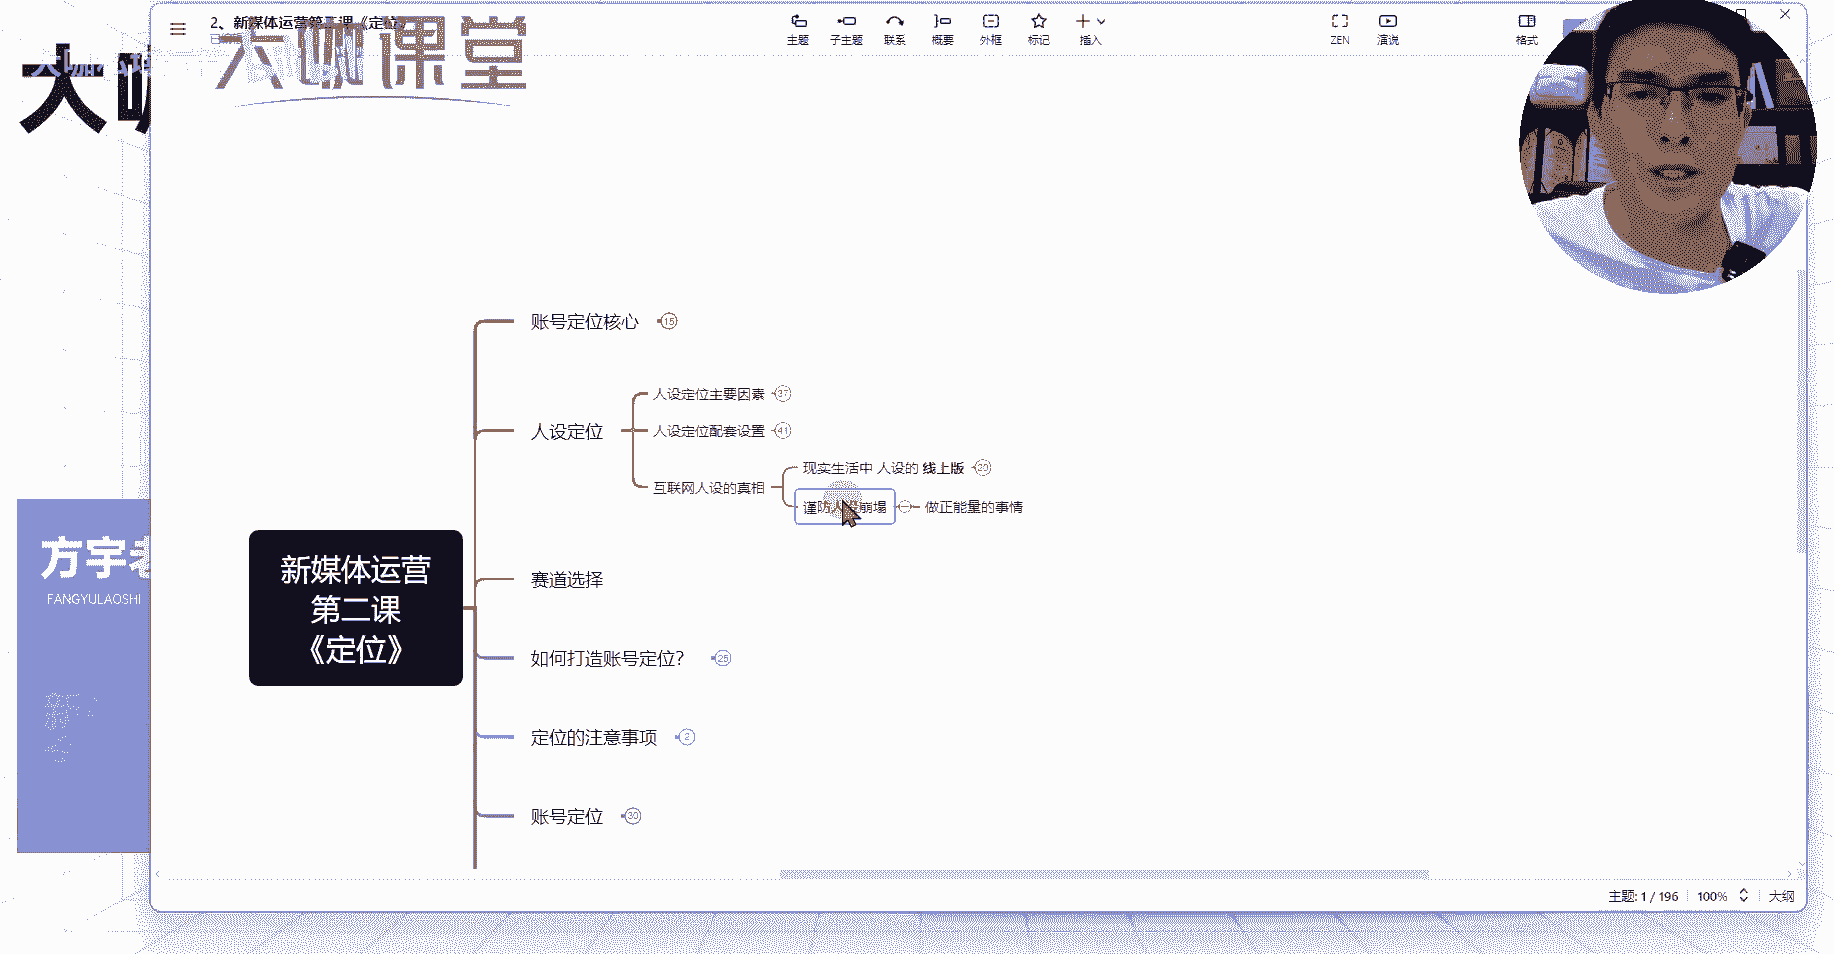 2、新媒体运营第二课《定位》
大咖课堂
主题
子主题
联系
概要
外框
标记
插入
ZEN
演说
格式
大咖
账号定位核心 15
人设定位主要因素 37
人设定位
人设定位配套设置 41
现实生活中 人设的 线上版 20
互联网人设的真相
谨防人设崩塌
做正能量的事情
方宇老
FANGYULAOSHI
新媒体运营
第二课
《定位》
赛道选择
如何打造账号定位? 25
定位的注意事项 2
账号定位 30
主题: 1 / 196
100%
大纲